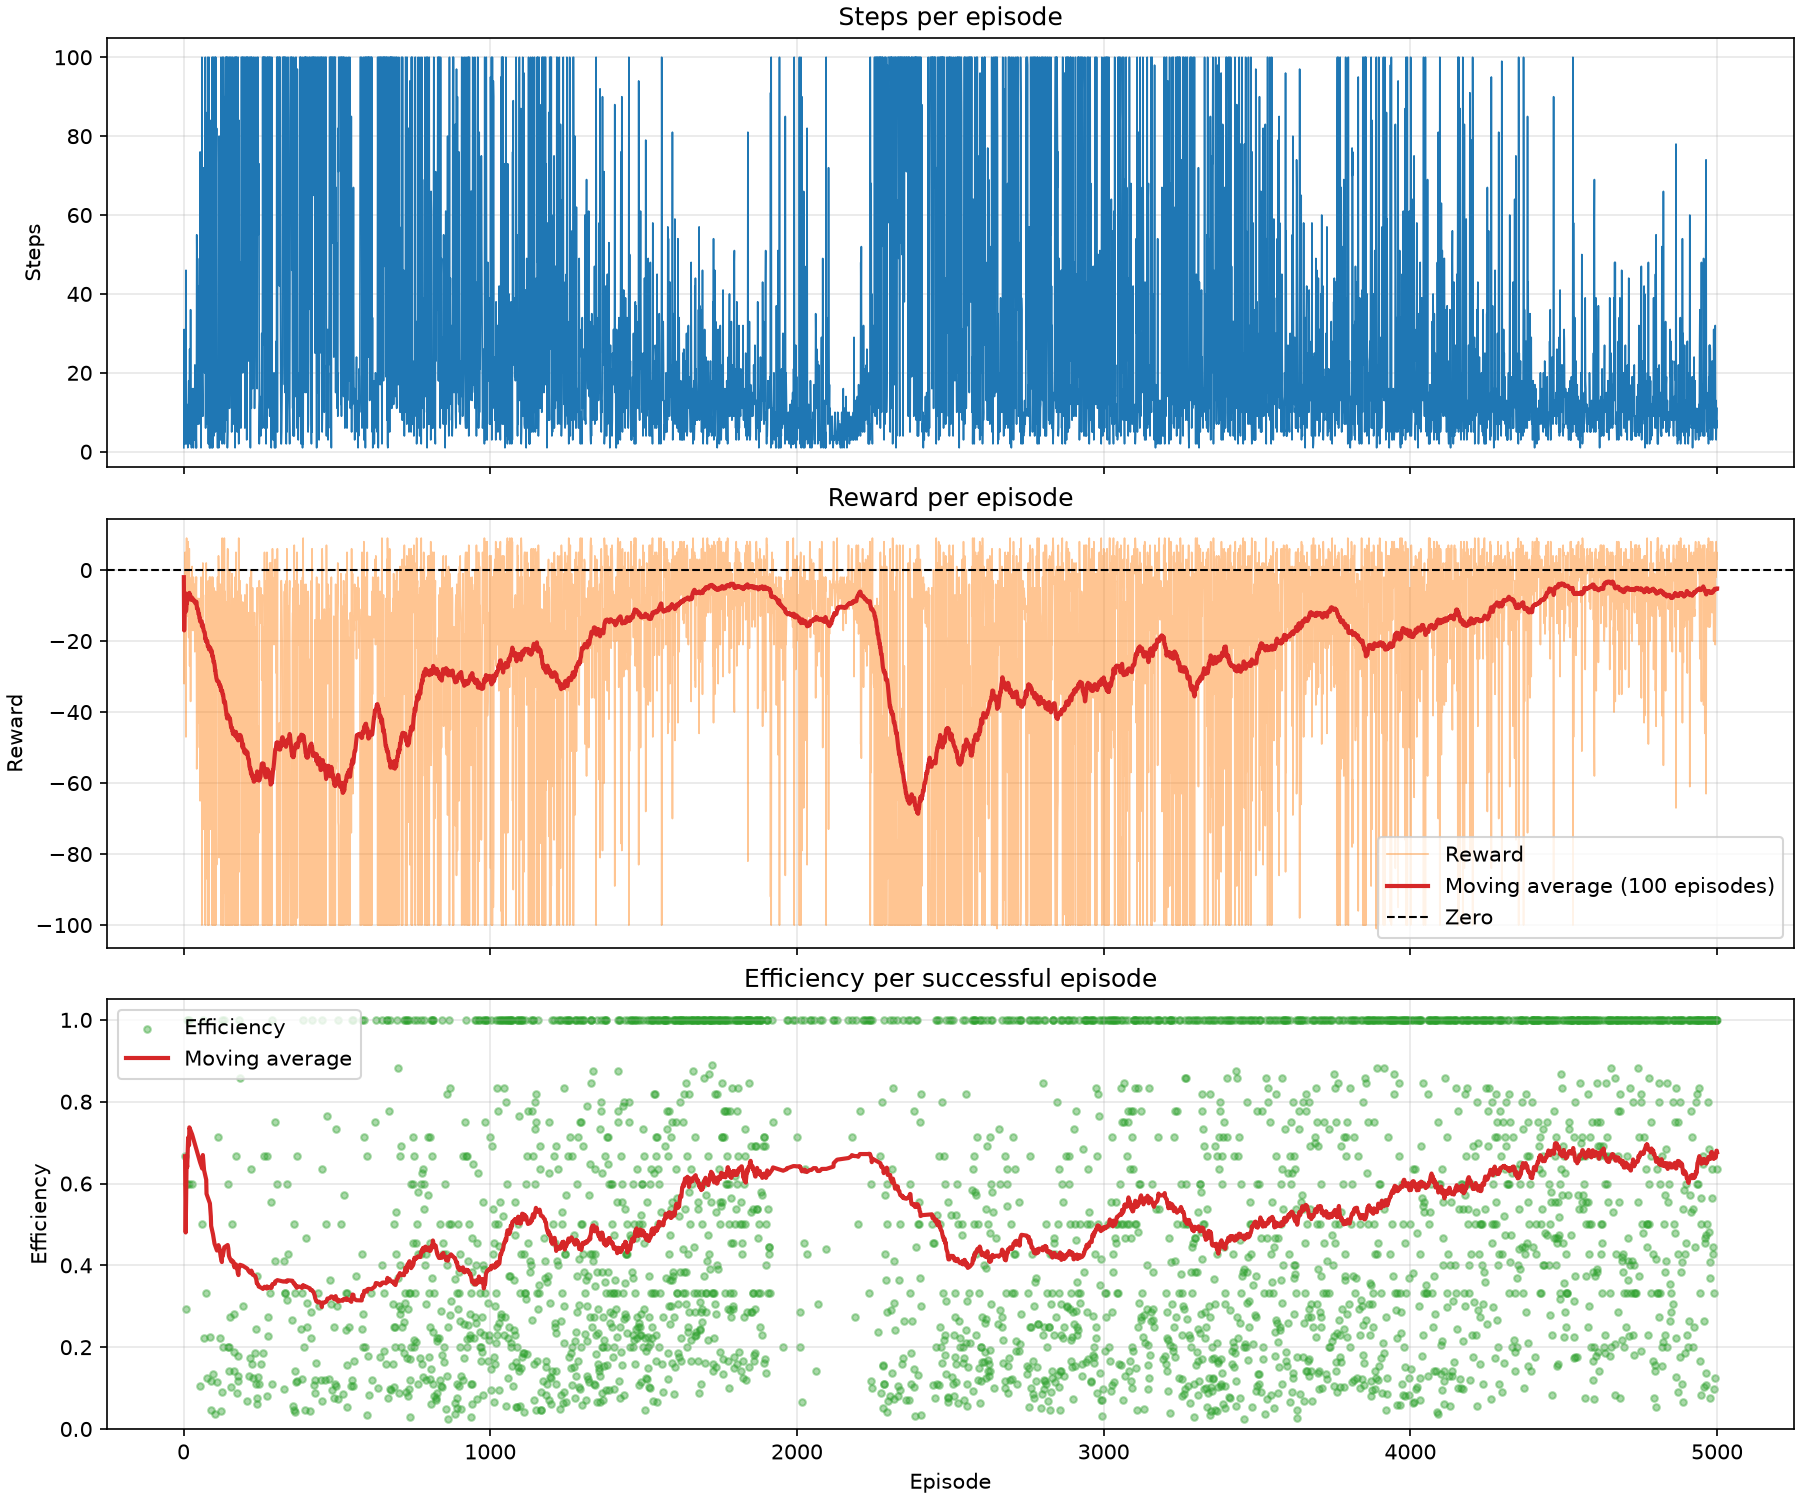 Steps per episode
100
80
60
40
20
0
Steps
Reward per episode
0
−20
−40
−60
−80
−100
Reward
Reward
Moving average (100 episodes)
Zero
Efficiency per successful episode
1.0
0.8
0.6
0.4
0.2
0.0
Efficiency
Efficiency
Moving average
0 1000 2000 3000 4000 5000
Episode